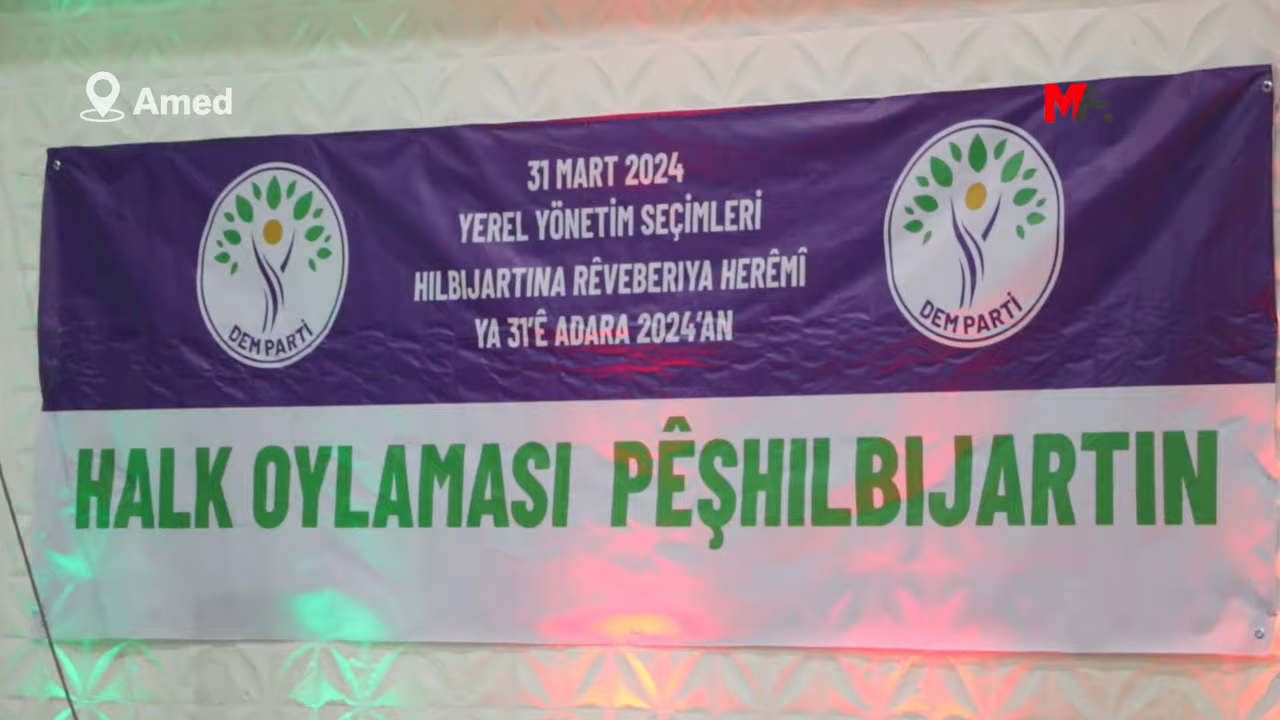 Amed
MA
31 MART 2024
YEREL YÖNETİM SEÇİMLERİ
HILBIJARTINA RÊVEBERIYA HERÊMÎ
YA 31'Ê ADARA 2024'AN
DEM PARTİ
DEM PARTİ
HALK OYLAMASI PÊŞHILBIJARTIN